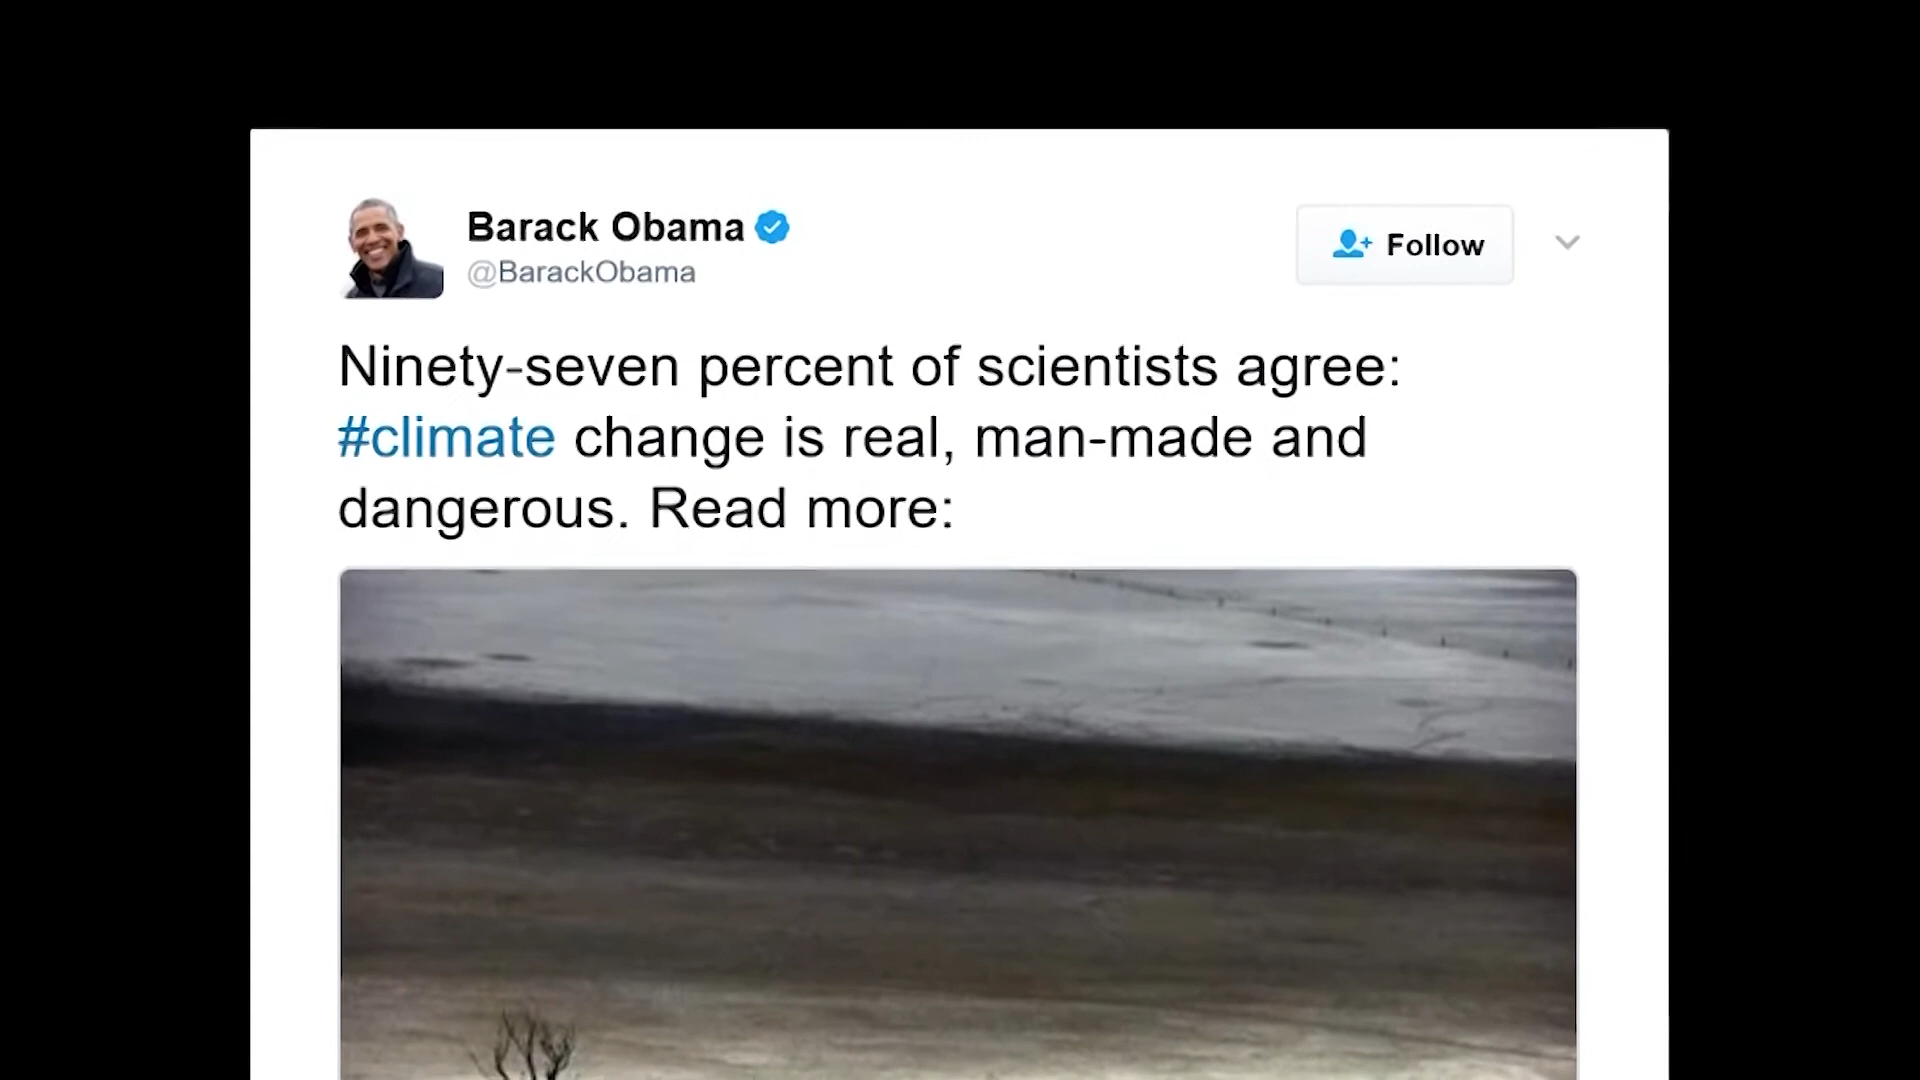 Barack Obama
@BarackObama
Follow
Ninety-seven percent of scientists agree:
#climate change is real, man-made and
dangerous. Read more: